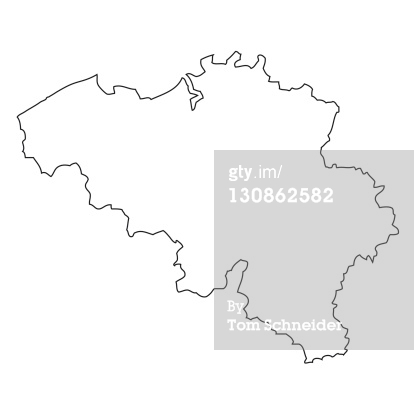 gty.im/
130862582
By
Tom Schneider